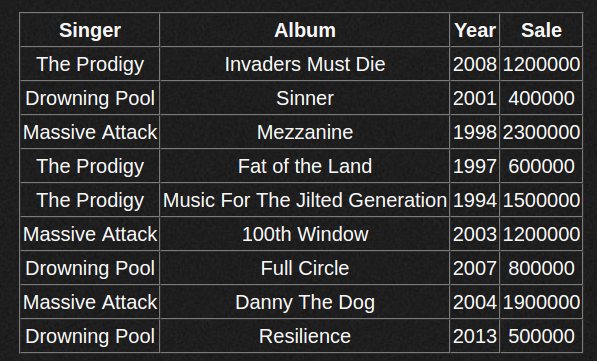 Singer Album Year Sale
The Prodigy Invaders Must Die 2008 1200000
Drowning Pool Sinner 2001 400000
Massive Attack Mezzanine 1998 2300000
The Prodigy Fat of the Land 1997 600000
The Prodigy Music For The Jilted Generation 1994 1500000
Massive Attack 100th Window 2003 1200000
Drowning Pool Full Circle 2007 800000
Massive Attack Danny The Dog 2004 1900000
Drowning Pool Resilience 2013 500000